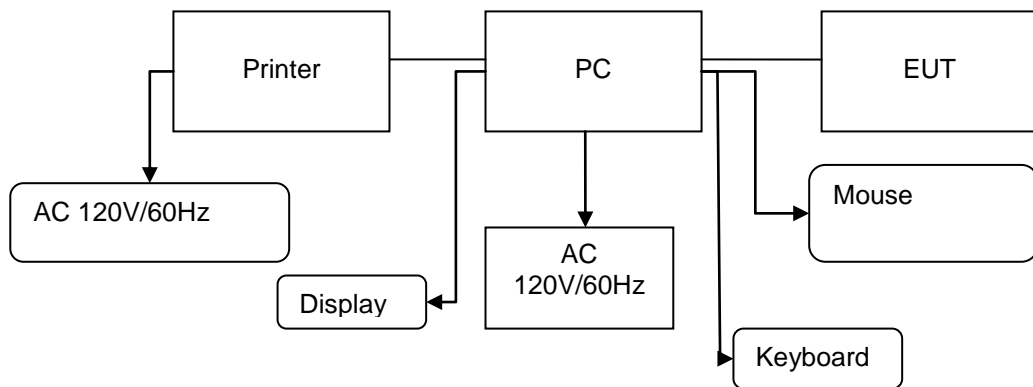 Printer
PC
EUT
AC 120V/60Hz
Mouse
AC
120V/60Hz
Display
Keyboard